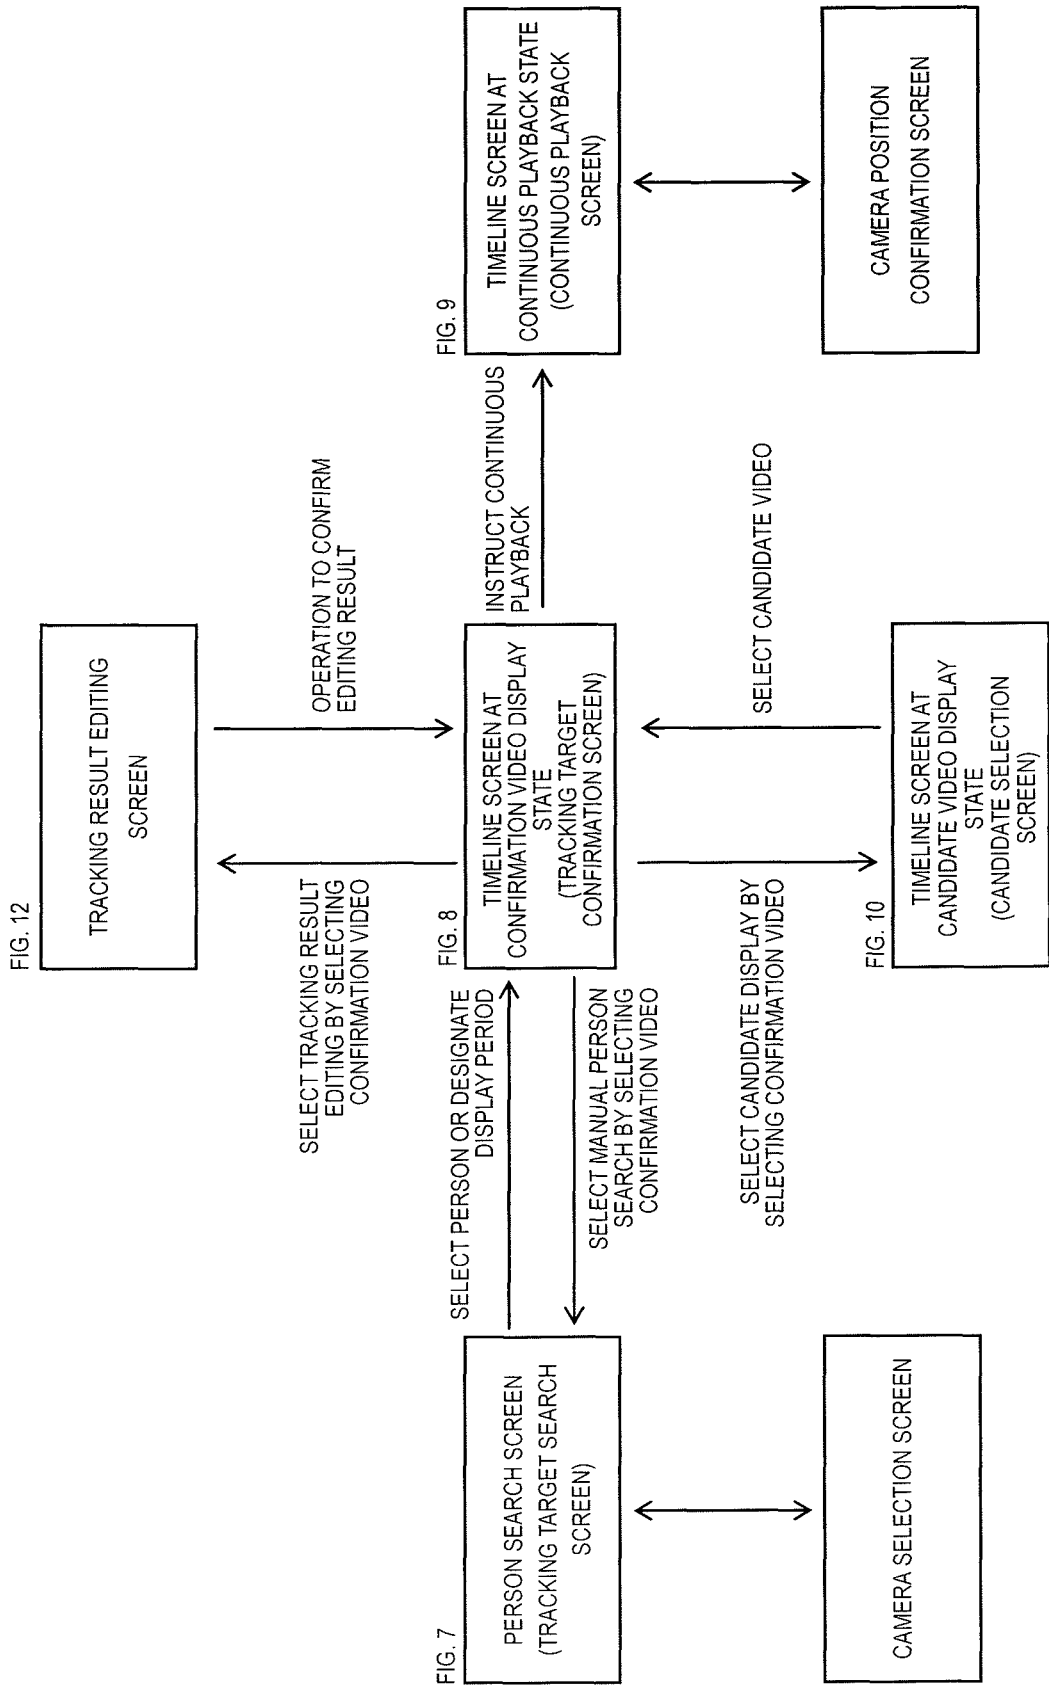 FIG. 12
TRACKING RESULT EDITING
SCREEN
SELECT TRACKING RESULT
EDITING BY SELECTING
CONFIRMATION VIDEO
OPERATION TO CONFIRM
EDITING RESULT
FIG. 7
PERSON SEARCH SCREEN
(TRACKING TARGET SEARCH
SCREEN)
SELECT PERSON OR DESIGNATE
DISPLAY PERIOD
SELECT MANUAL PERSON
SEARCH BY SELECTING
CONFIRMATION VIDEO
FIG. 8
TIMELINE SCREEN AT
CONFIRMATION VIDEO DISPLAY
STATE
(TRACKING TARGET
CONFIRMATION SCREEN)
INSTRUCT CONTINUOUS
PLAYBACK
FIG. 9
TIMELINE SCREEN AT
CONTINUOUS PLAYBACK STATE
(CONTINUOUS PLAYBACK
SCREEN)
SELECT CANDIDATE DISPLAY BY
SELECTING CONFIRMATION VIDEO
SELECT CANDIDATE VIDEO
CAMERA SELECTION SCREEN
FIG. 10
TIMELINE SCREEN AT
CANDIDATE VIDEO DISPLAY
STATE
(CANDIDATE SELECTION
SCREEN)
CAMERA POSITION
CONFIRMATION SCREEN